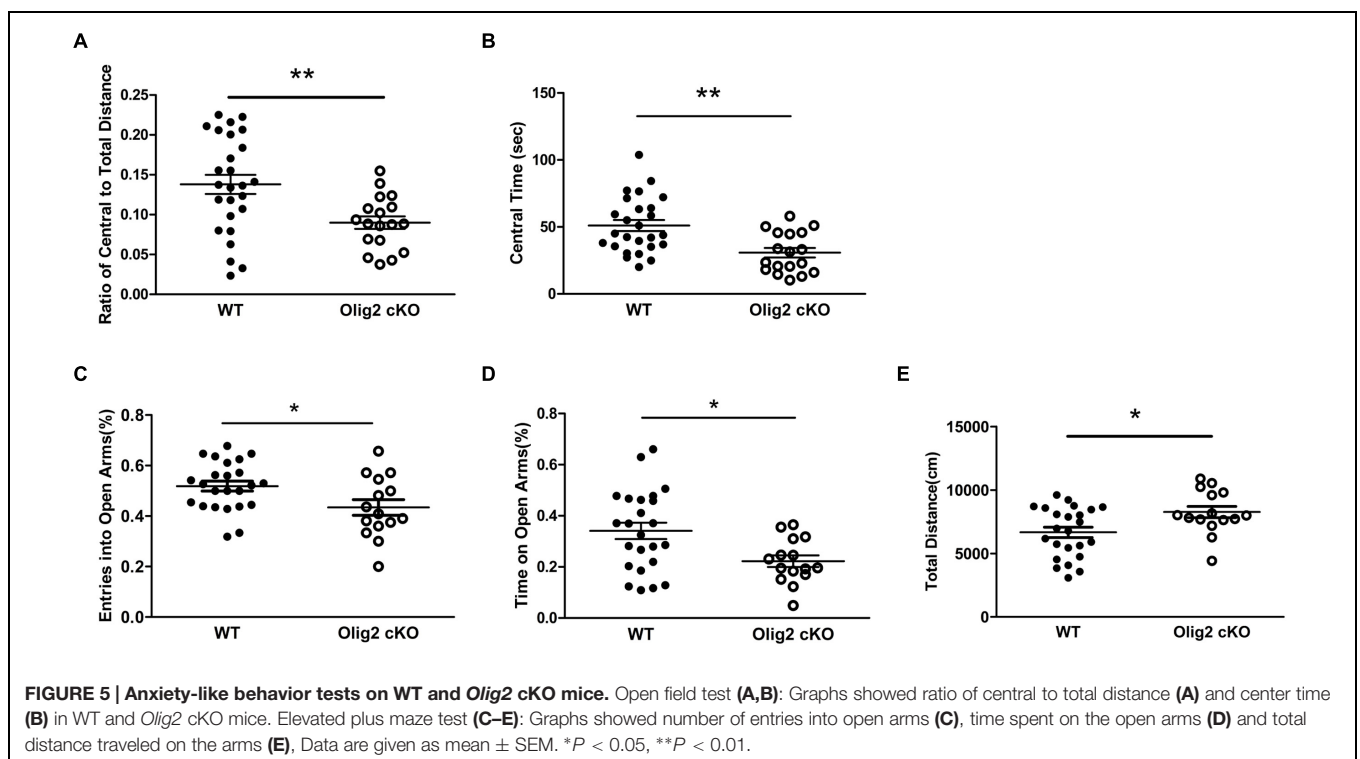 A
Ratio of Central to Total Distance
0.25
0.20
0.15
0.10
0.05
0.00
**
WT
Olig2 cKO
B
Central Time (sec)
150
100
50
0
**
WT
Olig2 cKO
C
Entries into Open Arms(%)
0.8
0.6
0.4
0.2
0.0
*
WT
Olig2 cKO
D
Time on Open Arms(%)
0.8
0.6
0.4
0.2
0.0
*
WT
Olig2 cKO
E
Total Distance(cm)
15000
10000
5000
0
*
WT
Olig2 cKO
FIGURE 5 | Anxiety-like behavior tests on WT and Olig2 cKO mice. Open field test (A,B): Graphs showed ratio of central to total distance (A) and center time
(B) in WT and Olig2 cKO mice. Elevated plus maze test (C–E): Graphs showed number of entries into open arms (C), time spent on the open arms (D) and total
distance traveled on the arms (E), Data are given as mean ± SEM. *P < 0.05, **P < 0.01.